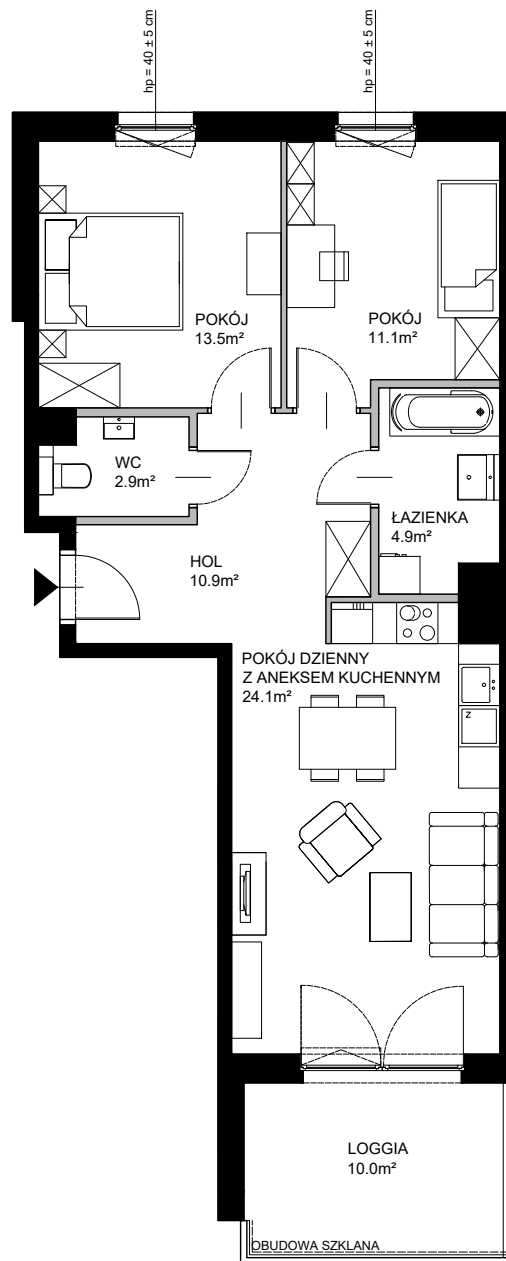 hp = 40 ± 5 cm
hp = 40 ± 5 cm
POKÓJ
13.5m²
POKÓJ
11.1m²
WC
2.9m²
ŁAZIENKA
4.9m²
HOL
10.9m²
POKÓJ DZIENNY
Z ANEKSEM KUCHENNYM
24.1m²
z
LOGGIA
10.0m²
OBUDOWA SZKLANA